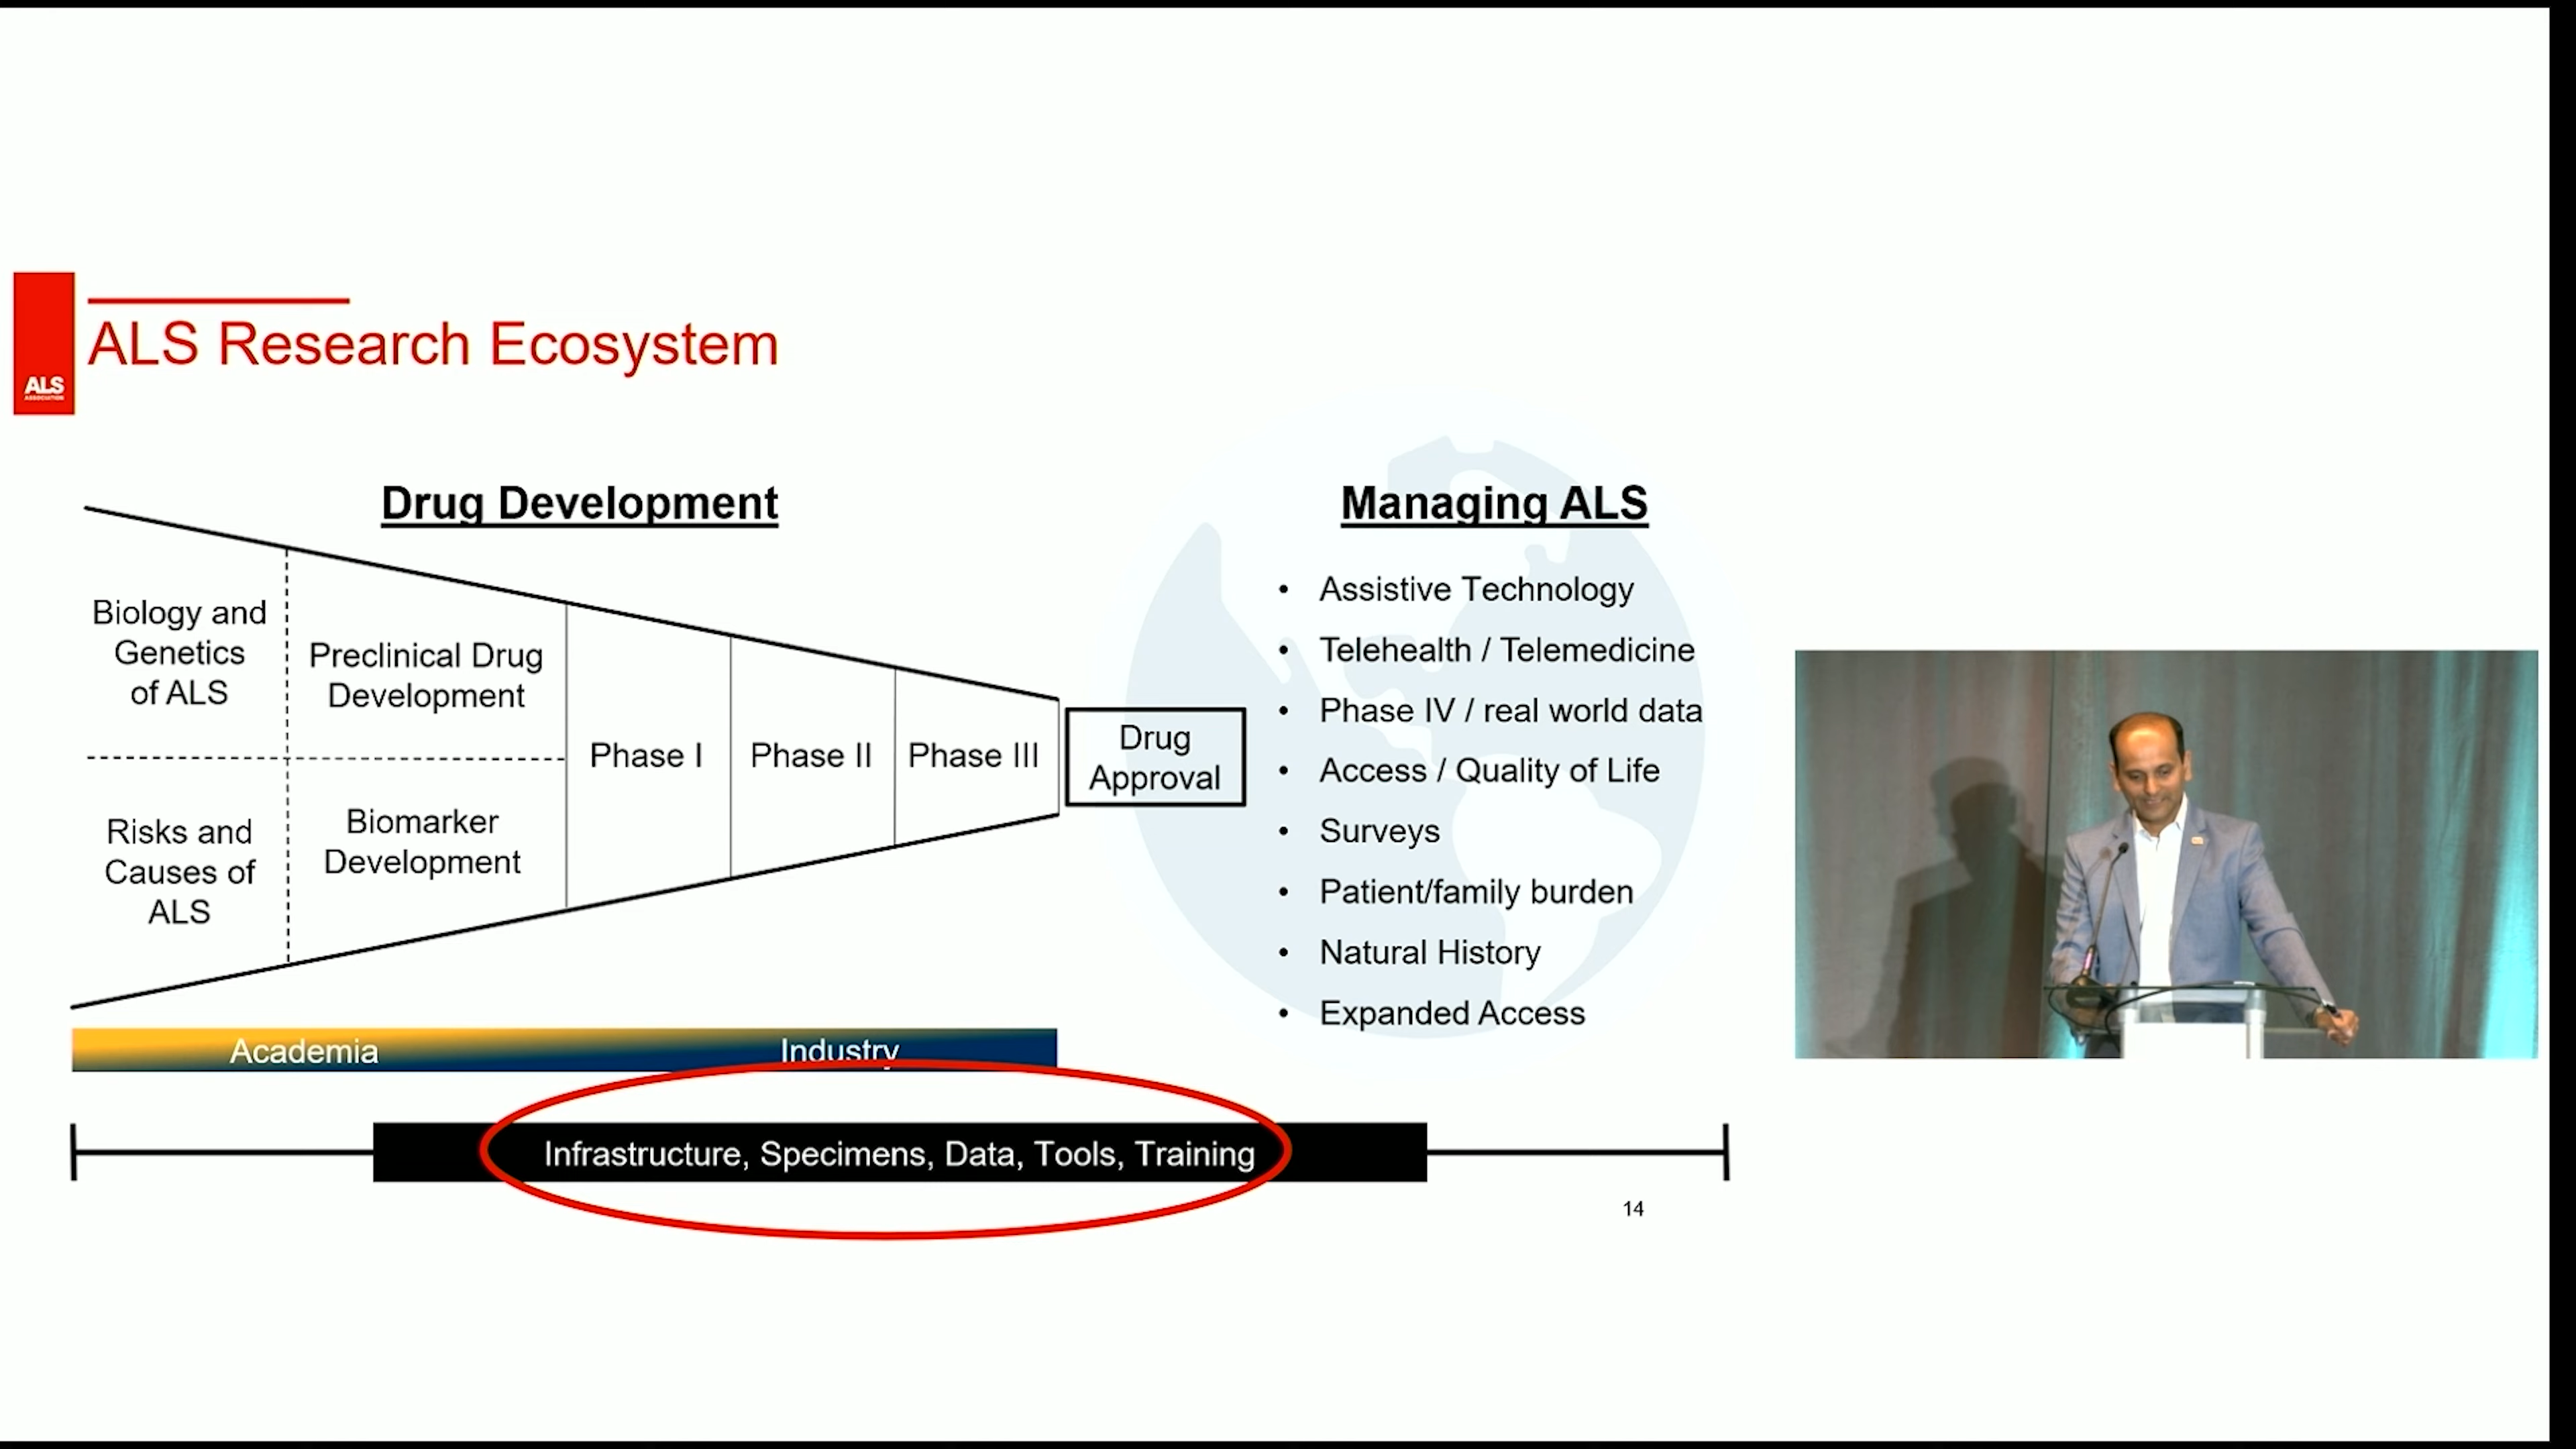 ALS
ASSOCIATION
ALS Research Ecosystem
Drug Development
Biology and
Genetics
of ALS
Preclinical Drug
Development
Risks and
Causes of
ALS
Biomarker
Development
Phase I
Phase II
Phase III
Drug
Approval
Academia
Industry
Managing ALS
• Assistive Technology
• Telehealth / Telemedicine
• Phase IV / real world data
• Access / Quality of Life
• Surveys
• Patient/family burden
• Natural History
• Expanded Access
Infrastructure, Specimens, Data, Tools, Training
14